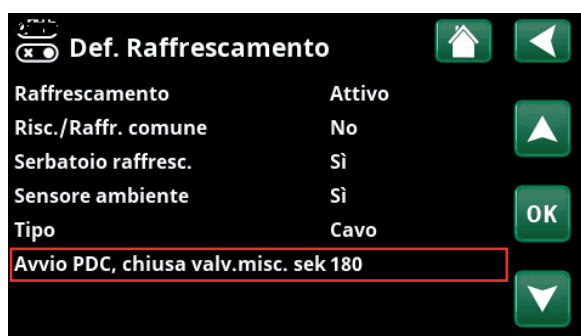 Def. Raffrescamento
Raffrescamento Attivo
Risc./Raffr. comune No
Serbatoio raffresc. Sì
Sensore ambiente Sì
Tipo Cavo
OK
Avvio PDC, chiusa valv.misc. sek 180